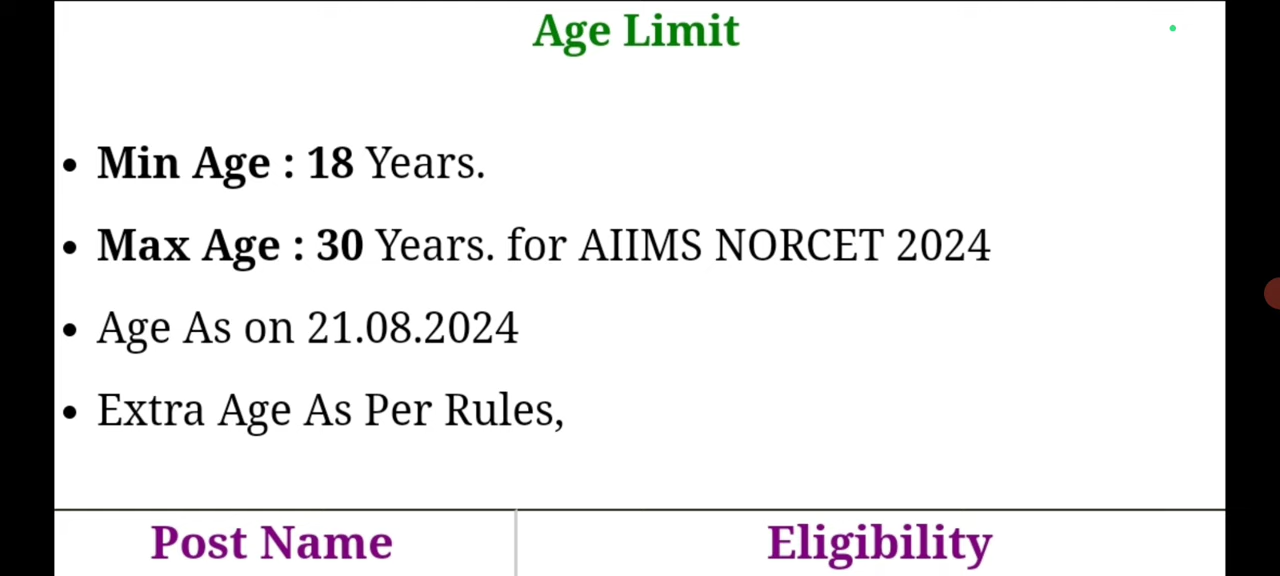 Age Limit
Min Age : 18 Years.
Max Age : 30 Years. for AIIMS NORCET 2024
Age As on 21.08.2024
Extra Age As Per Rules,
Post Name Eligibility